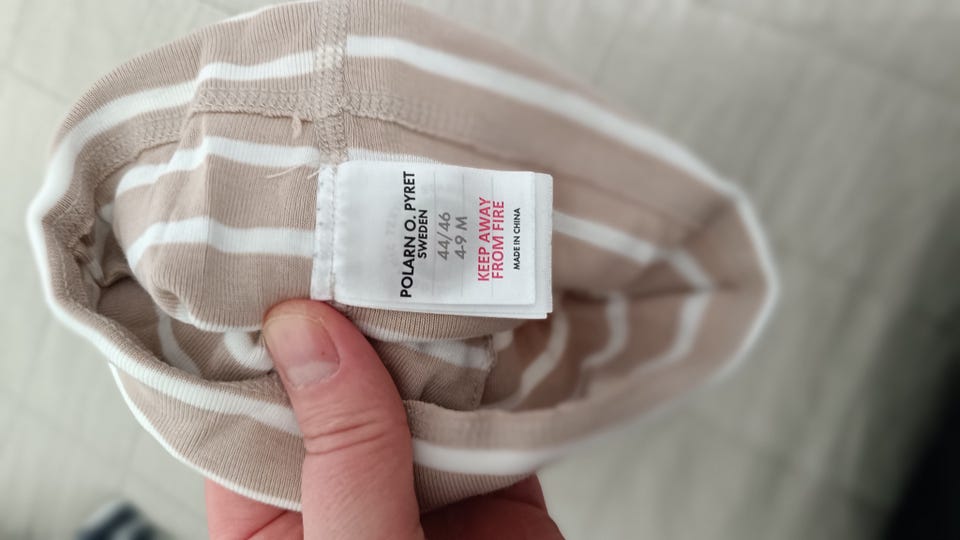 POLARN O. PYRET
SWEDEN
44/46
4-9 M
KEEP AWAY
FROM FIRE
MADE IN CHINA